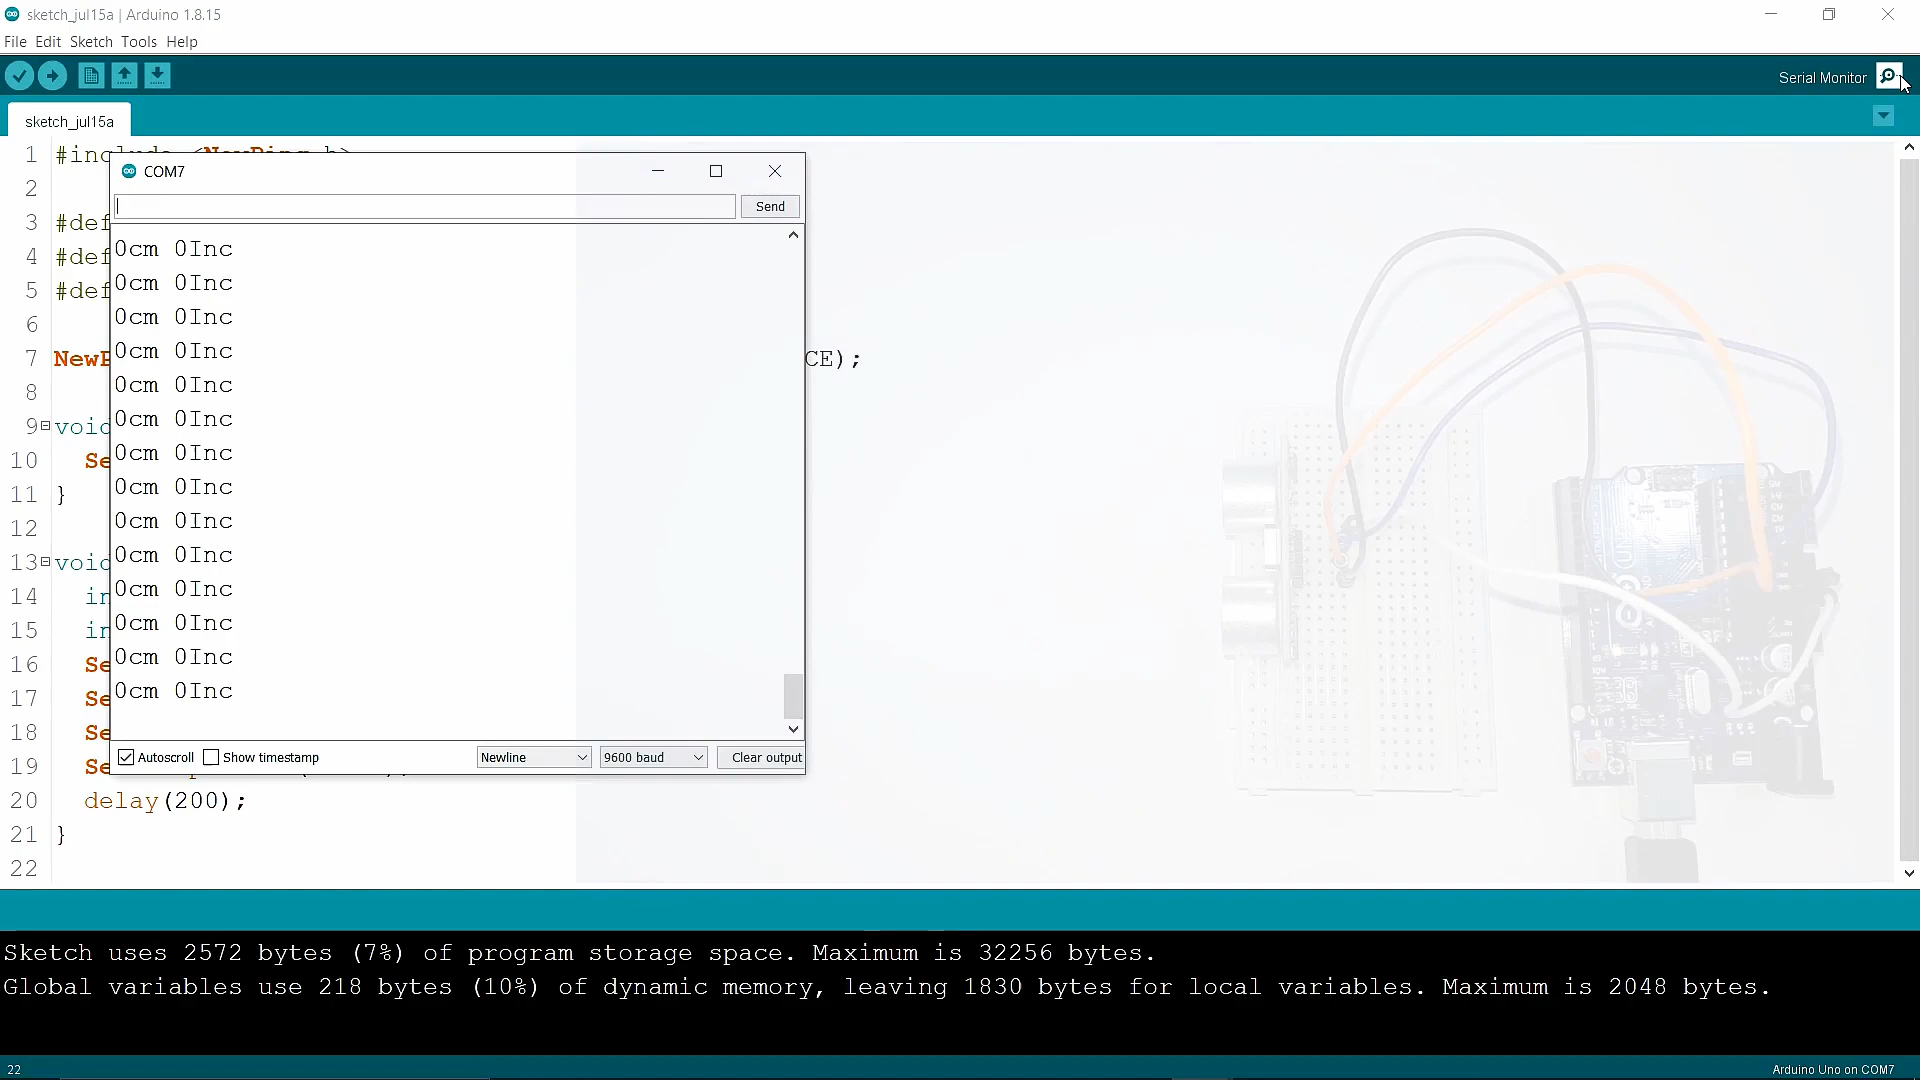 sketch_jul15a | Arduino 1.8.15
File Edit Sketch Tools Help
Serial Monitor
sketch_jul15a
1 #include <NewPing.h>
2
3 #def
4 #def
5 #def
6
7 NewP CE);
8
9 void
10 Se
11 }
12
13 void
14 in
15 in
16 Se
17 Se
18 Se
19 Se
20 delay(200);
21 }
22
COM7
Send
0cm 0Inc
0cm 0Inc
0cm 0Inc
0cm 0Inc
0cm 0Inc
0cm 0Inc
0cm 0Inc
0cm 0Inc
0cm 0Inc
0cm 0Inc
0cm 0Inc
0cm 0Inc
0cm 0Inc
0cm 0Inc
Autoscroll Show timestamp Newline 9600 baud Clear output
Sketch uses 2572 bytes (7%) of program storage space. Maximum is 32256 bytes.
Global variables use 218 bytes (10%) of dynamic memory, leaving 1830 bytes for local variables. Maximum is 2048 bytes.
22 Arduino Uno on COM7